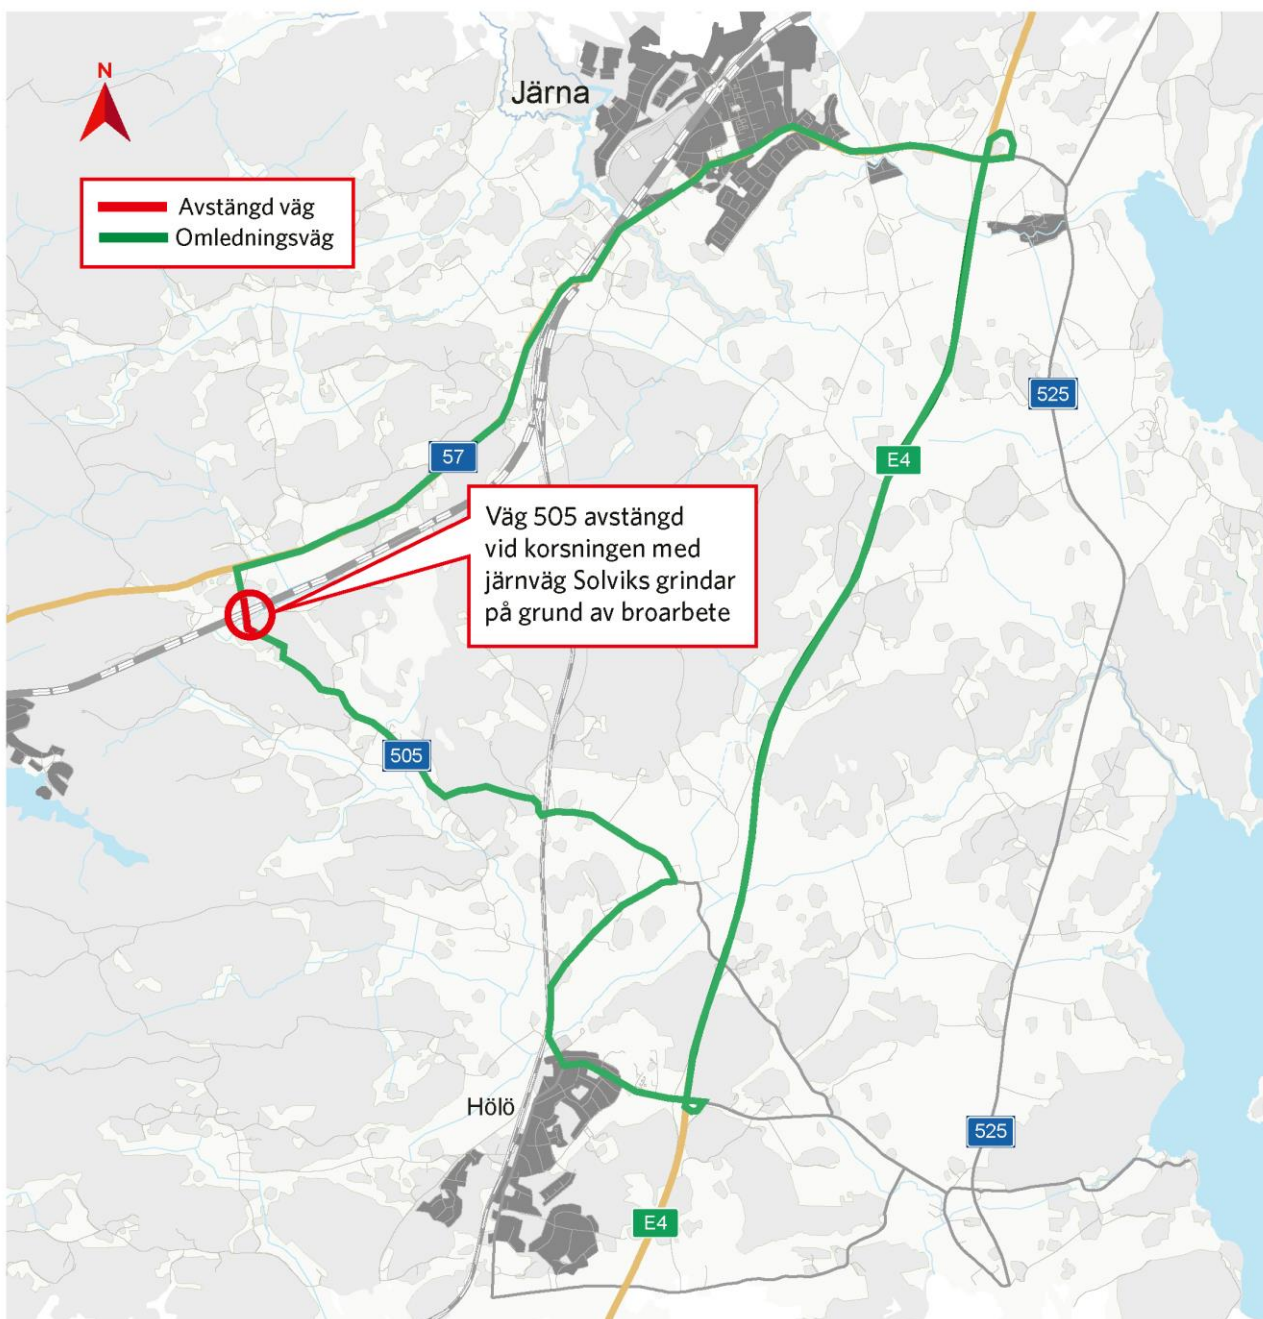 Järna
N
Avstängd väg
Omledningsväg
525
57
E4
Väg 505 avstängd
vid korsningen med
järnväg Solviks grindar
på grund av broarbete
505
Hölö
525
E4